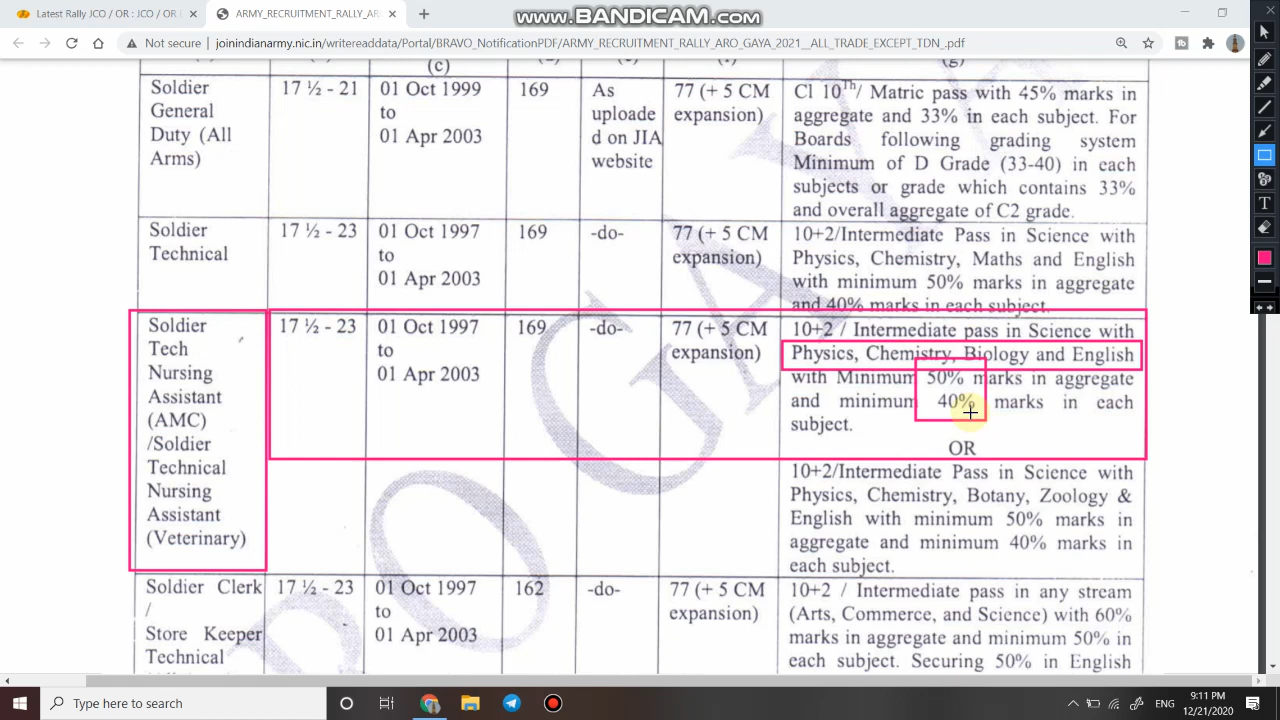 Latest Rally JCO / OR : JCO / OR
ARMY_RECRUITMENT_RALLY_AR
www.BANDICAM.com
Not secure
joinindianarmy.nic.in/writereaddata/Portal/BRAVO_NotificationPDF/ARMY_RECRUITMENT_RALLY_ARO_GAYA_2021__ALL_TRADE_EXCEPT_TDN_.pdf
(c)
(g)
Soldier
General
Duty (All
Arms)
17 ½ - 21
01 Oct 1999
to
01 Apr 2003
169
As
uploade
d on JIA
website
77 (+ 5 CM
expansion)
Cl 10Th/ Matric pass with 45% marks in
aggregate and 33% in each subject. For
Boards following grading system
Minimum of D Grade (33-40) in each
subjects or grade which contains 33%
and overall aggregate of C2 grade.
Soldier
Technical
17 ½ - 23
01 Oct 1997
to
01 Apr 2003
169
-do-
77 (+ 5 CM
expansion)
10+2/Intermediate Pass in Science with
Physics, Chemistry, Maths and English
with minimum 50% marks in aggregate
and 40% marks in each subject.
Soldier
Tech
Nursing
Assistant
(AMC)
/Soldier
Technical
Nursing
Assistant
(Veterinary)
17 ½ - 23
01 Oct 1997
to
01 Apr 2003
169
-do-
77 (+ 5 CM
expansion)
10+2 / Intermediate pass in Science with
Physics, Chemistry, Biology and English
with Minimum 50% marks in aggregate
and minimum 40% marks in each
subject.
OR
10+2/Intermediate Pass in Science with
Physics, Chemistry, Botany, Zoology &
English with minimum 50% marks in
aggregate and minimum 40% marks in
each subject.
Soldier Clerk
/
Store Keeper
Technical
17 ½ - 23
01 Oct 1997
to
01 Apr 2003
162
-do-
77 (+ 5 CM
expansion)
10+2 / Intermediate pass in any stream
(Arts, Commerce, and Science) with 60%
marks in aggregate and minimum 50% in
each subject. Securing 50% in English
O GAYA
Type here to search
ENG
9:11 PM
12/21/2020